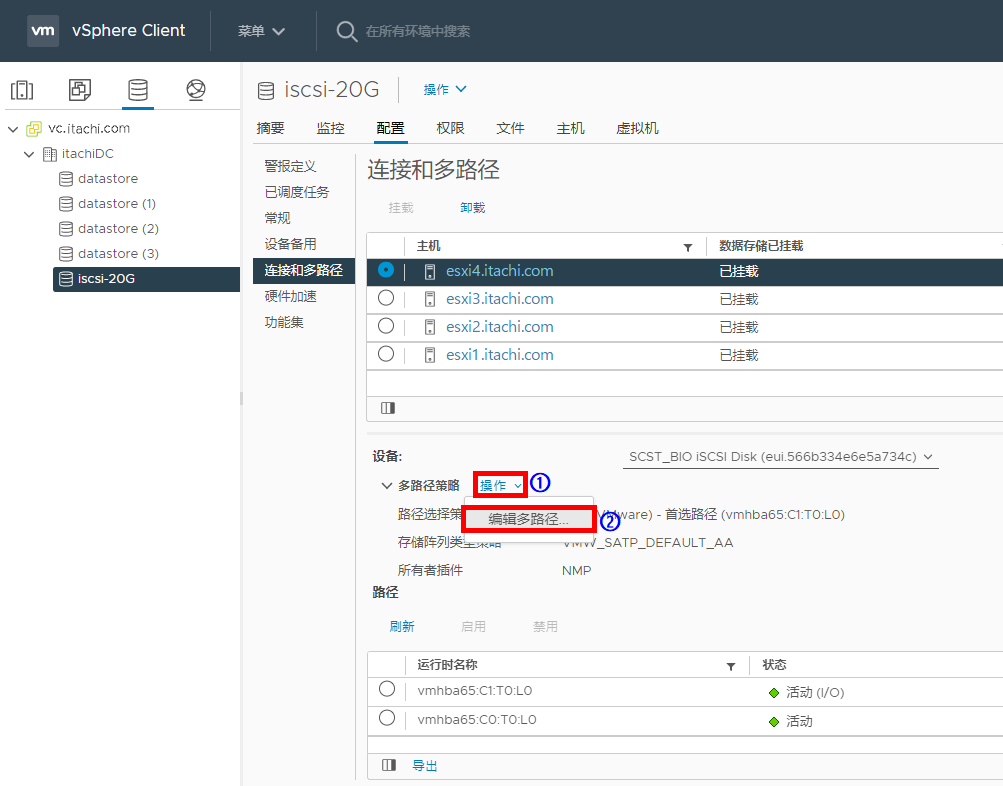 vm vSphere Client 菜单 在所有环境中搜索
iscsi-20G 操作
摘要 监控 配置 权限 文件 主机 虚拟机
vc.itachi.com
itachiDC
datastore
datastore (1)
datastore (2)
datastore (3)
iscsi-20G
警报定义
已调度任务
常规
设备备用
连接和多路径
硬件加速
功能集
连接和多路径
挂载 卸载
主机 数据存储已挂载
esxi4.itachi.com 已挂载
esxi3.itachi.com 已挂载
esxi2.itachi.com 已挂载
esxi1.itachi.com 已挂载
设备: SCST_BIO iSCSI Disk (eui.566b334e6e5a734c)
多路径策略 操作 ①
编辑多路径... ②
路径选择策 VMware) - 首选路径 (vmhba65:C1:T0:L0)
存储阵列类型策略 VMW_SATP_DEFAULT_AA
所有者插件 NMP
路径
刷新 启用 禁用
运行时名称 状态
vmhba65:C1:T0:L0 活动 (I/O)
vmhba65:C0:T0:L0 活动
导出